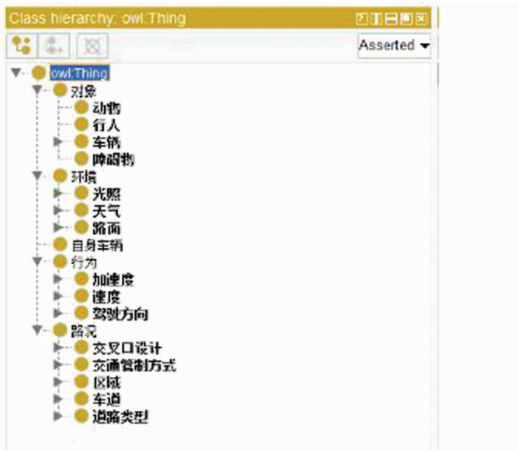 Class hierarchy: owl:Thing
Asserted
owl:Thing
对象
动物
行人
车辆
障碍物
环境
光照
天气
路面
自身车辆
行为
加速度
速度
驾驶方向
路况
交叉口设计
交通管制方式
区域
车道
道路类型